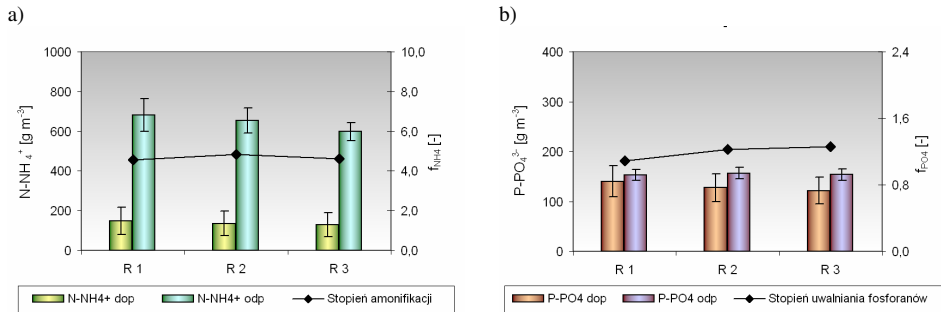 a)
1000
800
600
400
200
0
N-NH 4+ [g m-3]
10,0
8,0
6,0
4,0
2,0
0,0
fNH4 [-]
R 1 R 2 R 3
N-NH4+ dop N-NH4+ odp Stopień amonifikacji
b)
400
300
200
100
0
P-PO43- [g m-3]
2,4
1,6
0,8
0,0
fPO4 [-]
R 1 R 2 R 3
P-PO4 dop P-PO4 odp Stopień uwalniania fosforanów